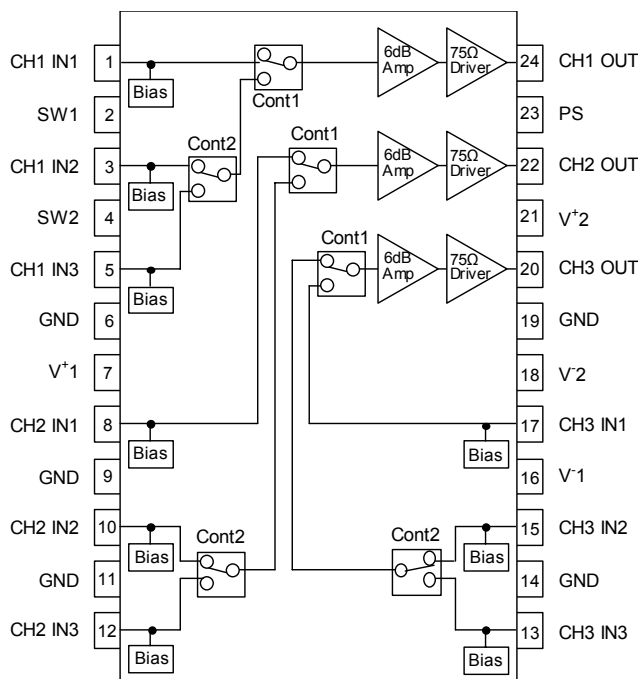 CH1 IN1 1 Bias Cont1 6dB Amp 75Ω Driver 24 CH1 OUT
SW1 2 23 PS
CH1 IN2 3 Bias Cont2 Cont1 6dB Amp 75Ω Driver 22 CH2 OUT
SW2 4 21 V+2
CH1 IN3 5 Bias Cont1 6dB Amp 75Ω Driver 20 CH3 OUT
GND 6 19 GND
V+1 7 18 V-2
CH2 IN1 8 Bias Bias 17 CH3 IN1
GND 9 16 V-1
CH2 IN2 10 Bias Cont2 Cont2 Bias 15 CH3 IN2
GND 11 14 GND
CH2 IN3 12 Bias Bias 13 CH3 IN3